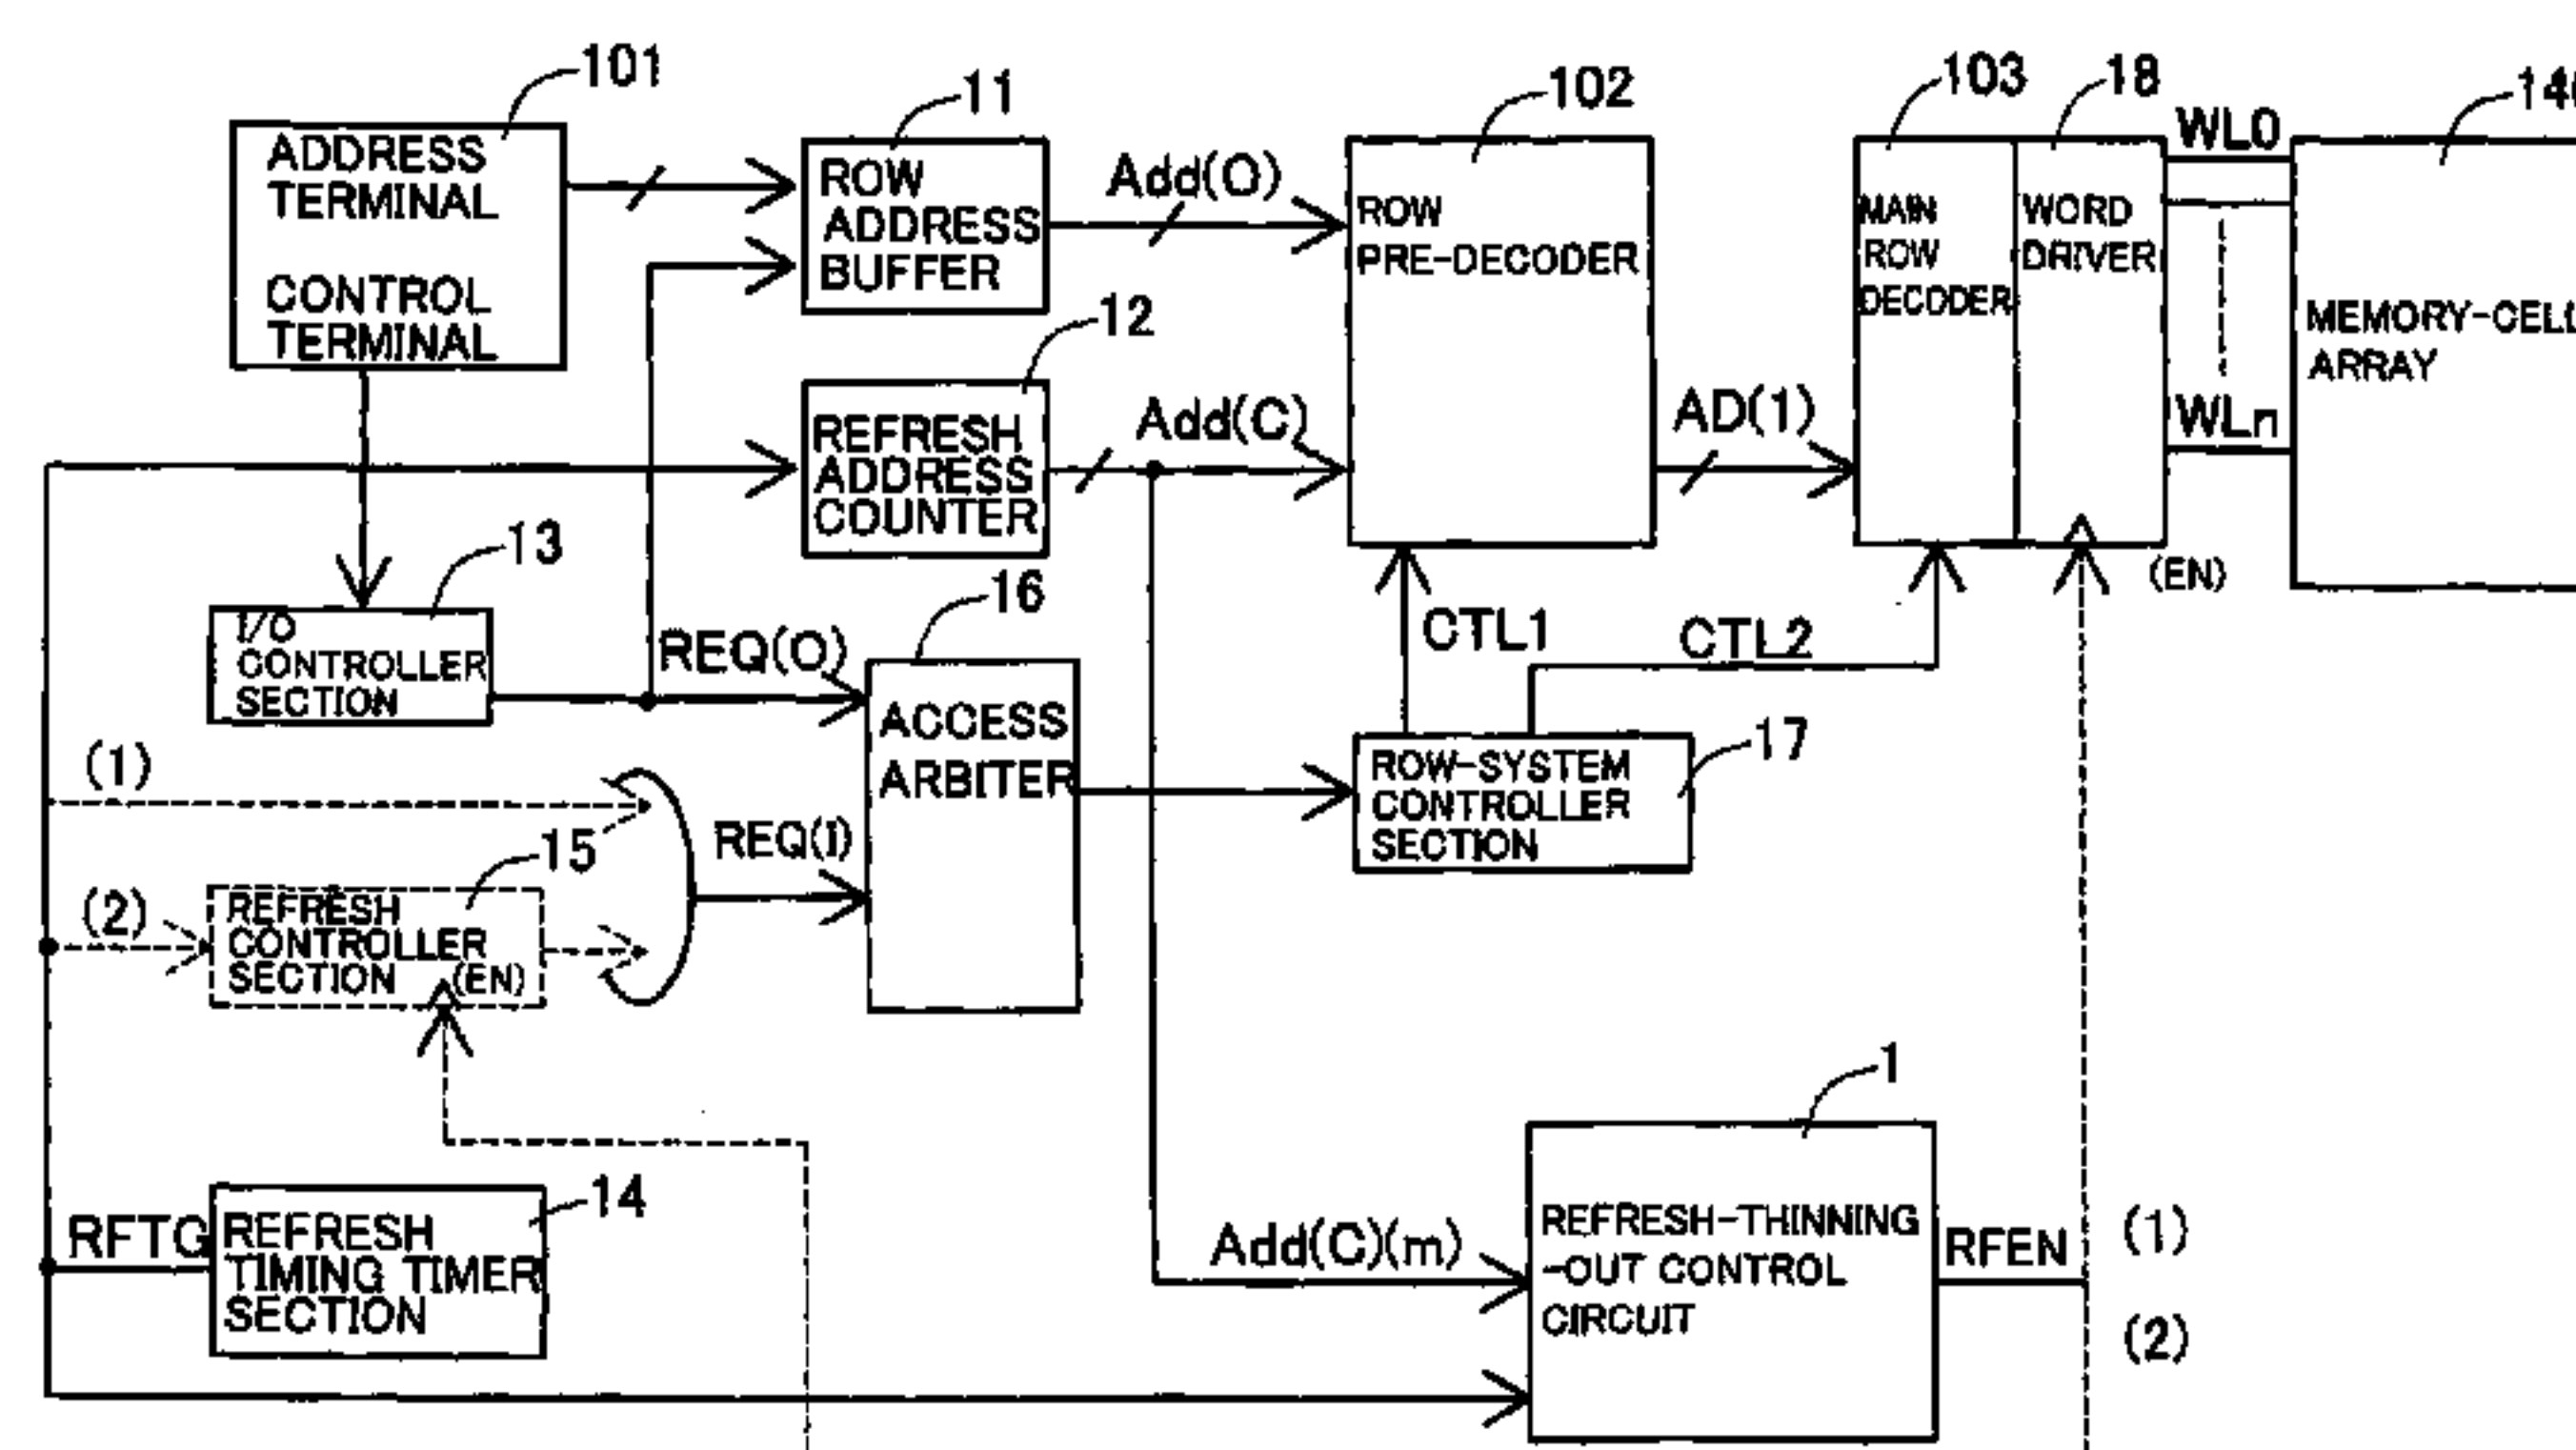 101
ADDRESS
TERMINAL
CONTROL
TERMINAL
11
ROW
ADDRESS
BUFFER
Add(O)
102
ROW
PRE-DECODER
103
MAIN
ROW
DECODER
18
WORD
DRIVER
WL0
WLn
(EN)
MEMORY-CELL
ARRAY
12
REFRESH
ADDRESS
COUNTER
Add(C)
AD(1)
13
I/O
CONTROLLER
SECTION
REQ(O)
16
ACCESS
ARBITER
CTL1
CTL2
17
ROW-SYSTEM
CONTROLLER
SECTION
(1)
15
REQ(I)
(2)
REFRESH
CONTROLLER
SECTION (EN)
14
RFTG
REFRESH
TIMING TIMER
SECTION
1
Add(C)(m)
REFRESH-THINNING
-OUT CONTROL
CIRCUIT
RFEN
(1)
(2)